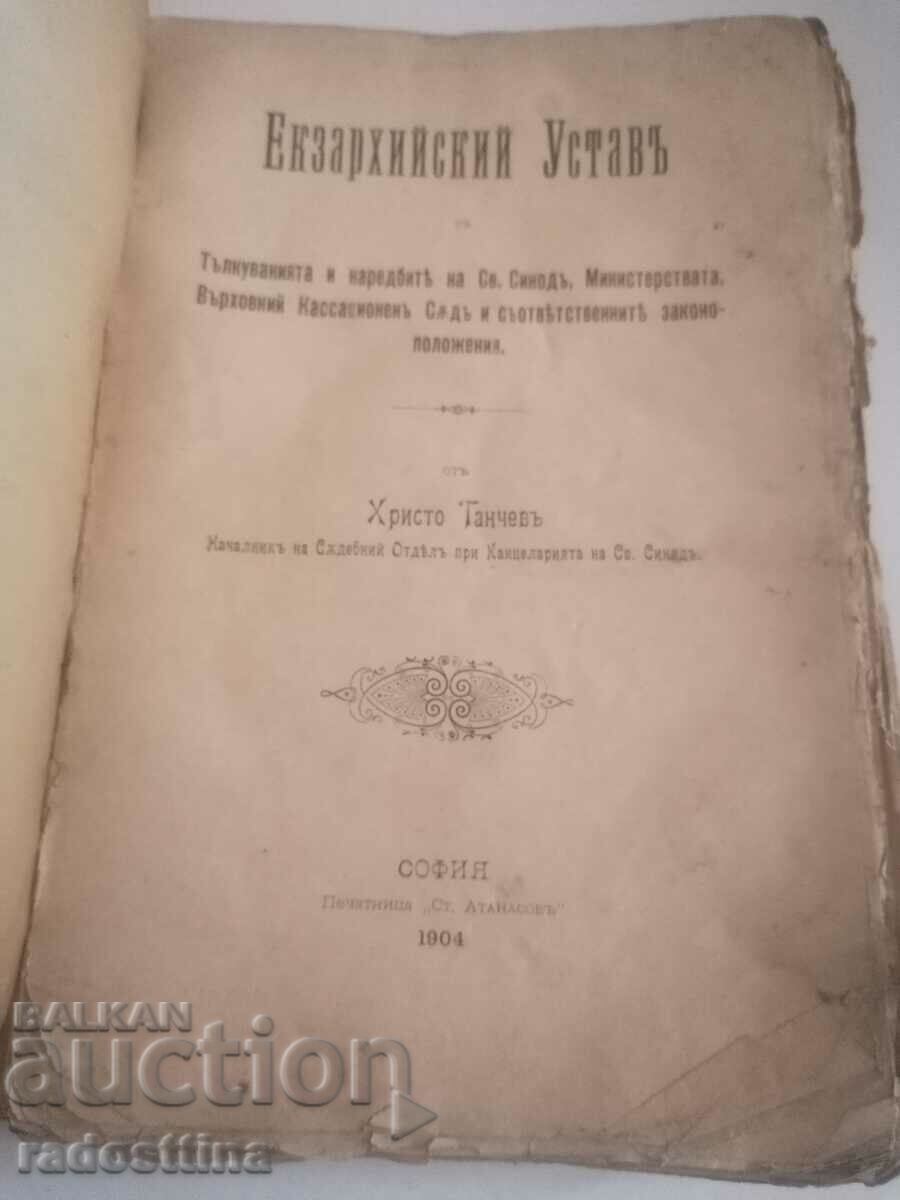 Екзархийский Уставъ
съ
Тълкуванията и наредбитѣ на Св. Синодъ, Министерствата,
Върховний Кассационенъ Сѫдъ и съотвѣтственнитѣ законо-
положения.
отъ
Христо Танчевъ
Началникъ на Сѫдебний Отдѣлъ при Канцеларията на Св. Синодъ.
СОФИЯ
Печатница „Ст. Атанасовъ"
1904
BALKAN
auction
radosttina